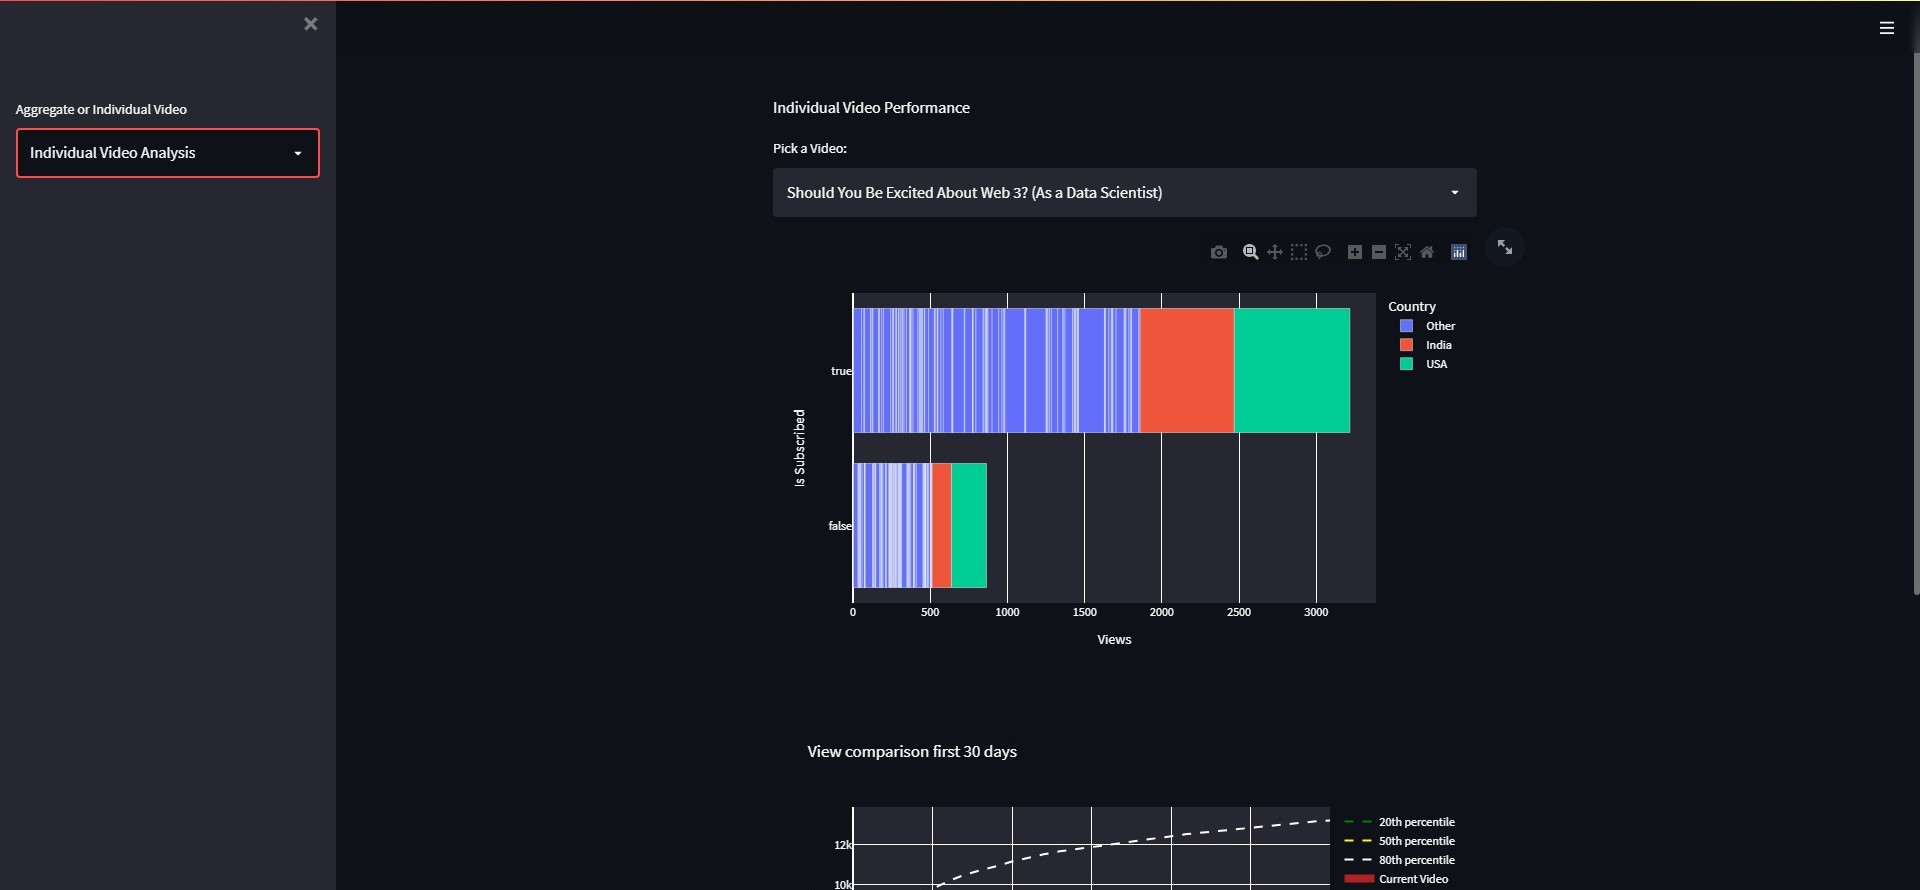 Aggregate or Individual Video
Individual Video Analysis
Individual Video Performance
Pick a Video:
Should You Be Excited About Web 3? (As a Data Scientist)
Country
Other
India
USA
Is Subscribed
true
false
0 500 1000 1500 2000 2500 3000
Views
View comparison first 30 days
12k
10k
20th percentile
50th percentile
80th percentile
Current Video